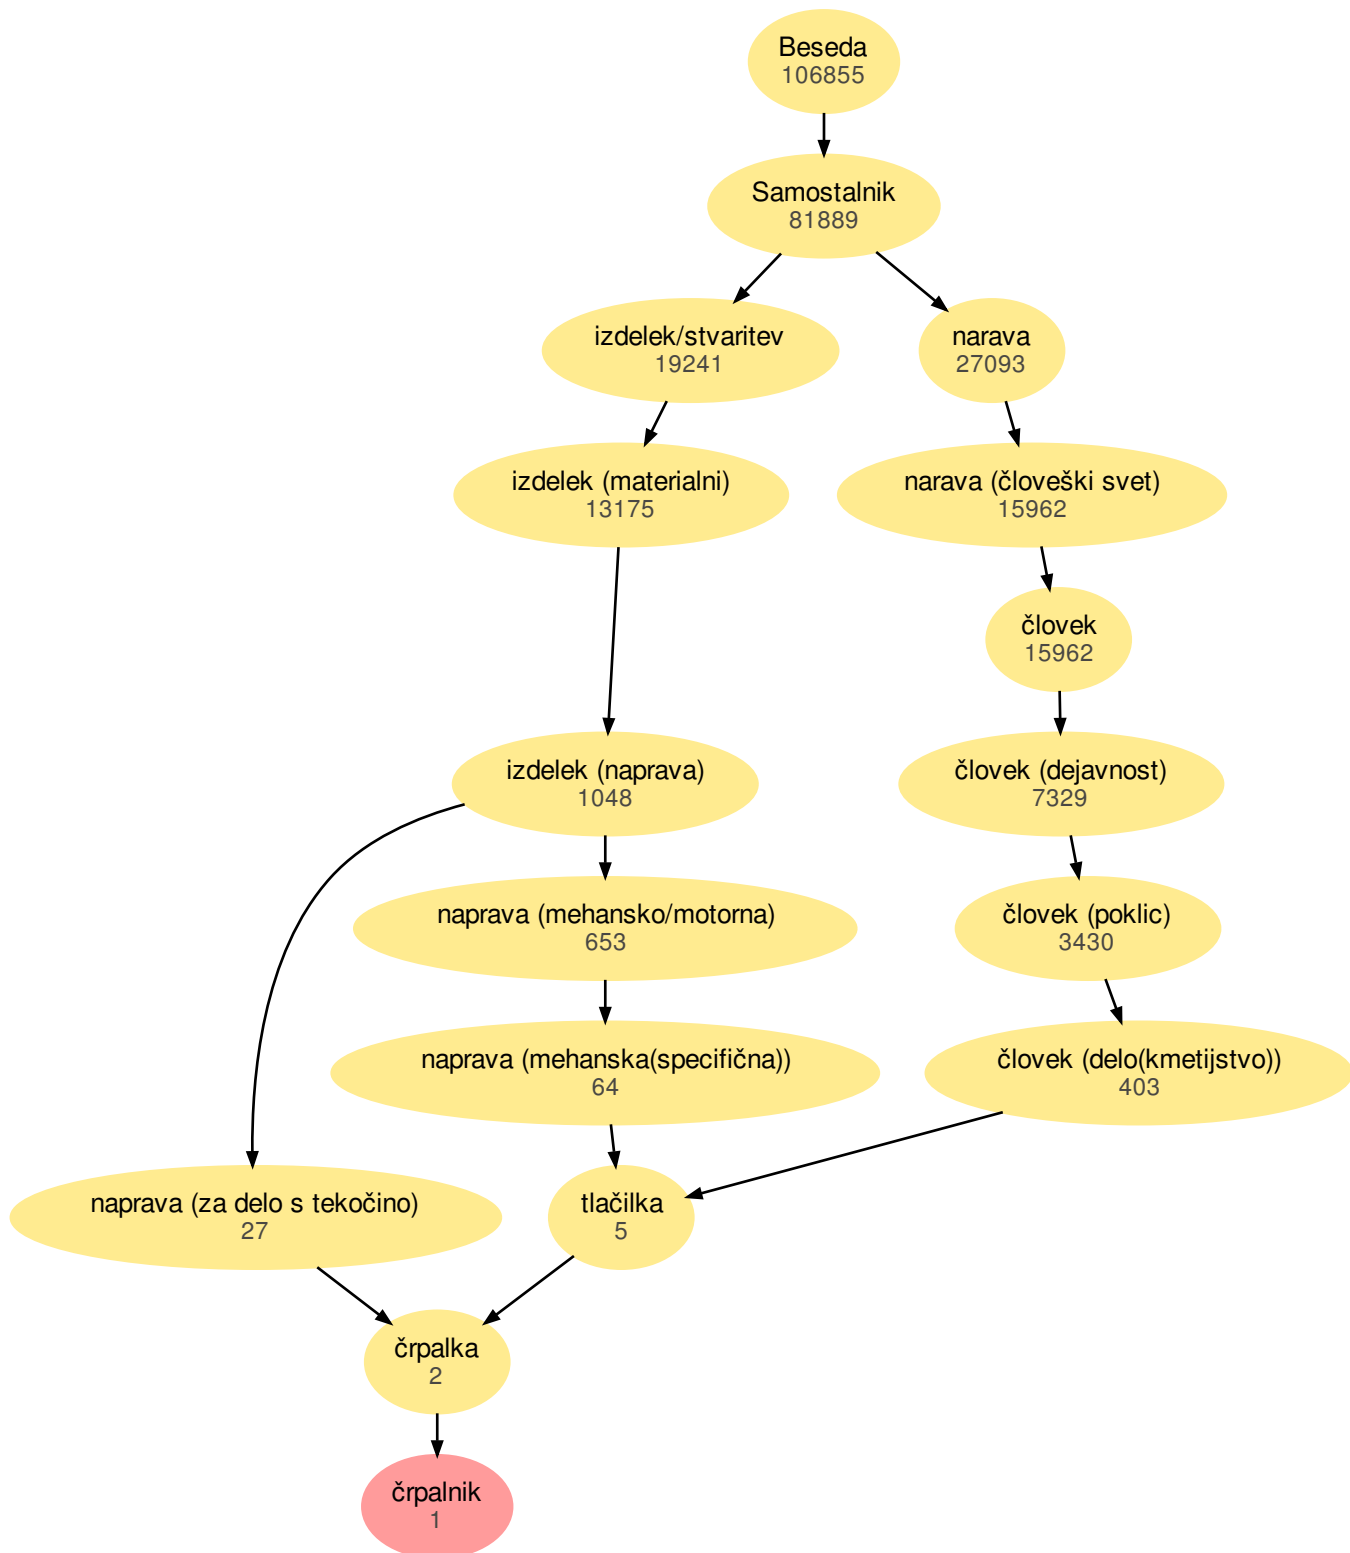 Beseda
106855
Samostalnik
81889
izdelek/stvaritev
19241
narava
27093
izdelek (materialni)
13175
narava (človeški svet)
15962
človek
15962
izdelek (naprava)
1048
človek (dejavnost)
7329
naprava (mehansko/motorna)
653
človek (poklic)
3430
naprava (mehanska(specifična))
64
človek (delo(kmetijstvo))
403
naprava (za delo s tekočino)
27
tlačilka
5
črpalka
2
črpalnik
1